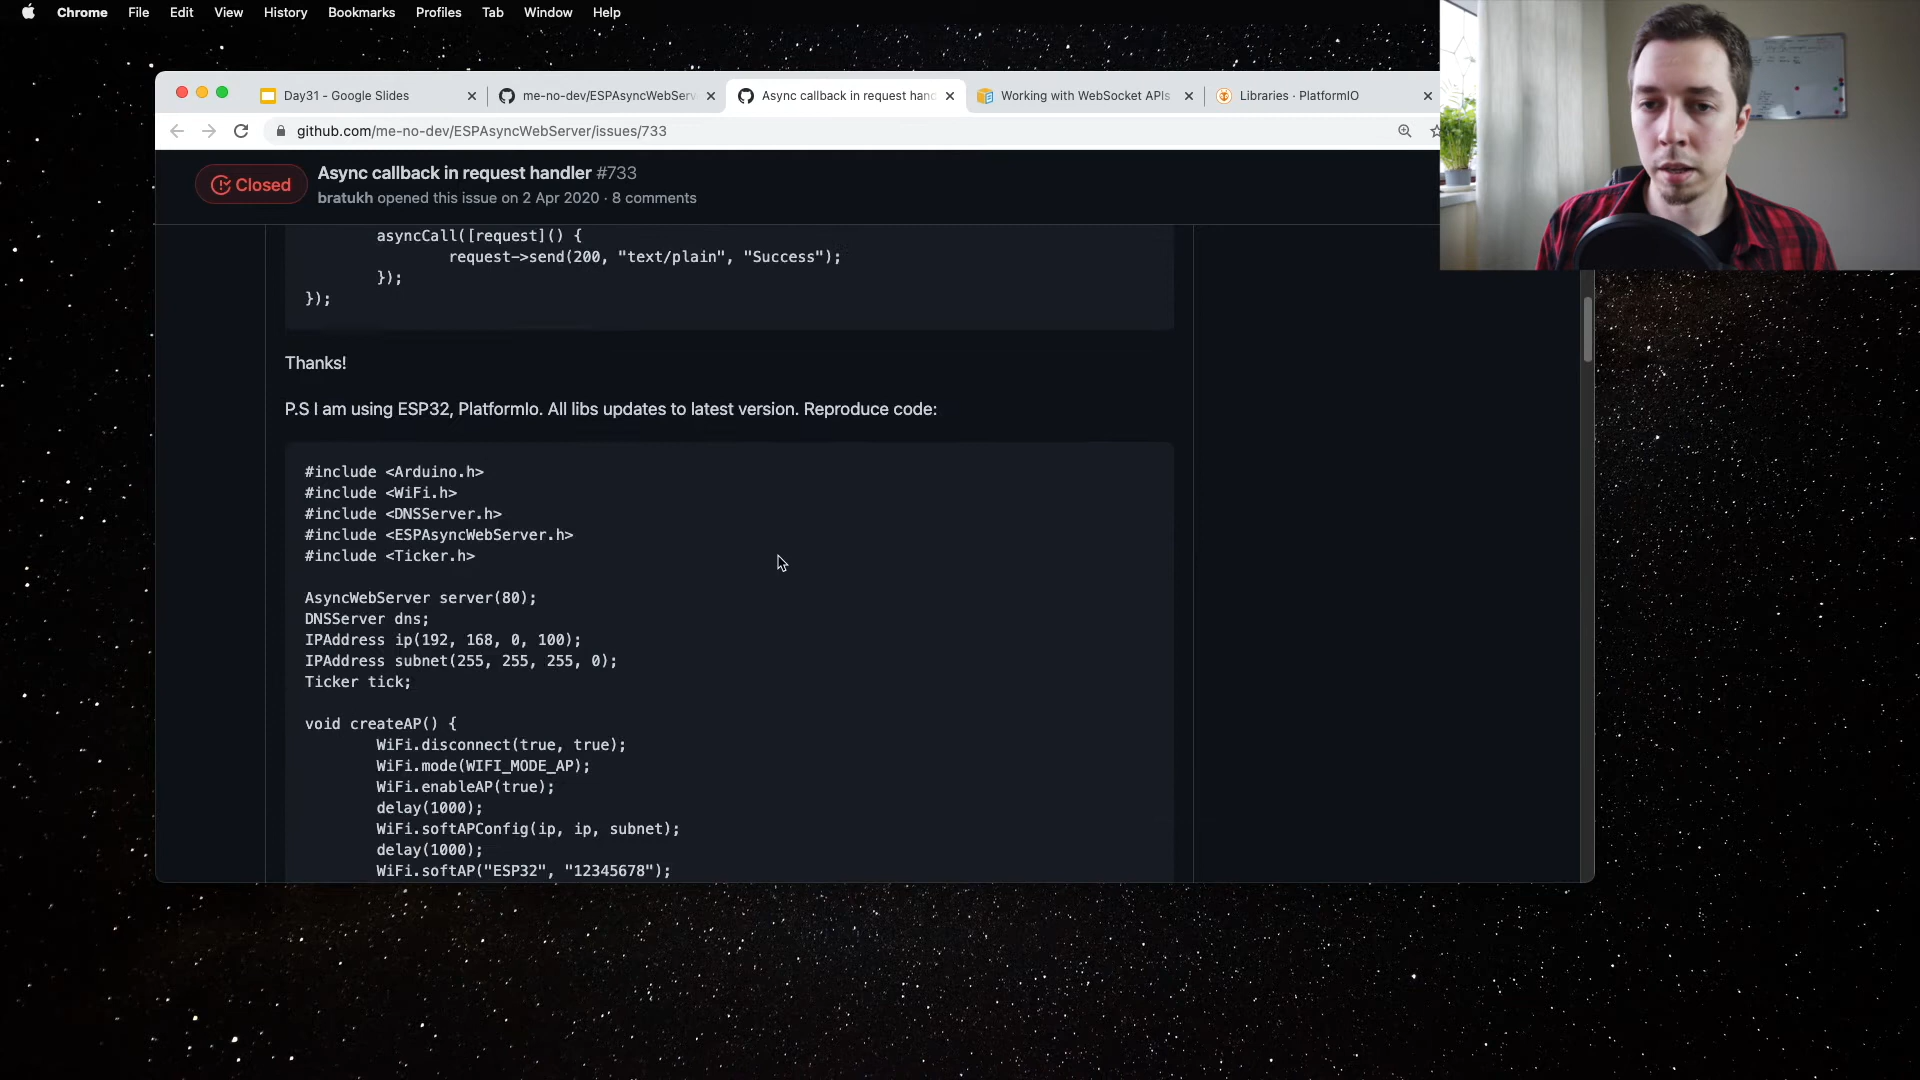 Chrome File Edit View History Bookmarks Profiles Tab Window Help
Day31 - Google Slides
me-no-dev/ESPAsyncWebServ
Async callback in request hand
Working with WebSocket APIs
Libraries · PlatformIO
github.com/me-no-dev/ESPAsyncWebServer/issues/733
Closed
Async callback in request handler #733
bratukh opened this issue on 2 Apr 2020 · 8 comments
asyncCall([request]() {
request->send(200, "text/plain", "Success");
});
});
Thanks!
P.S I am using ESP32, PlatformIo. All libs updates to latest version. Reproduce code:
#include <Arduino.h>
#include <WiFi.h>
#include <DNSServer.h>
#include <ESPAsyncWebServer.h>
#include <Ticker.h>
AsyncWebServer server(80);
DNSServer dns;
IPAddress ip(192, 168, 0, 100);
IPAddress subnet(255, 255, 255, 0);
Ticker tick;
void createAP() {
WiFi.disconnect(true, true);
WiFi.mode(WIFI_MODE_AP);
WiFi.enableAP(true);
delay(1000);
WiFi.softAPConfig(ip, ip, subnet);
delay(1000);
WiFi.softAP("ESP32", "12345678");